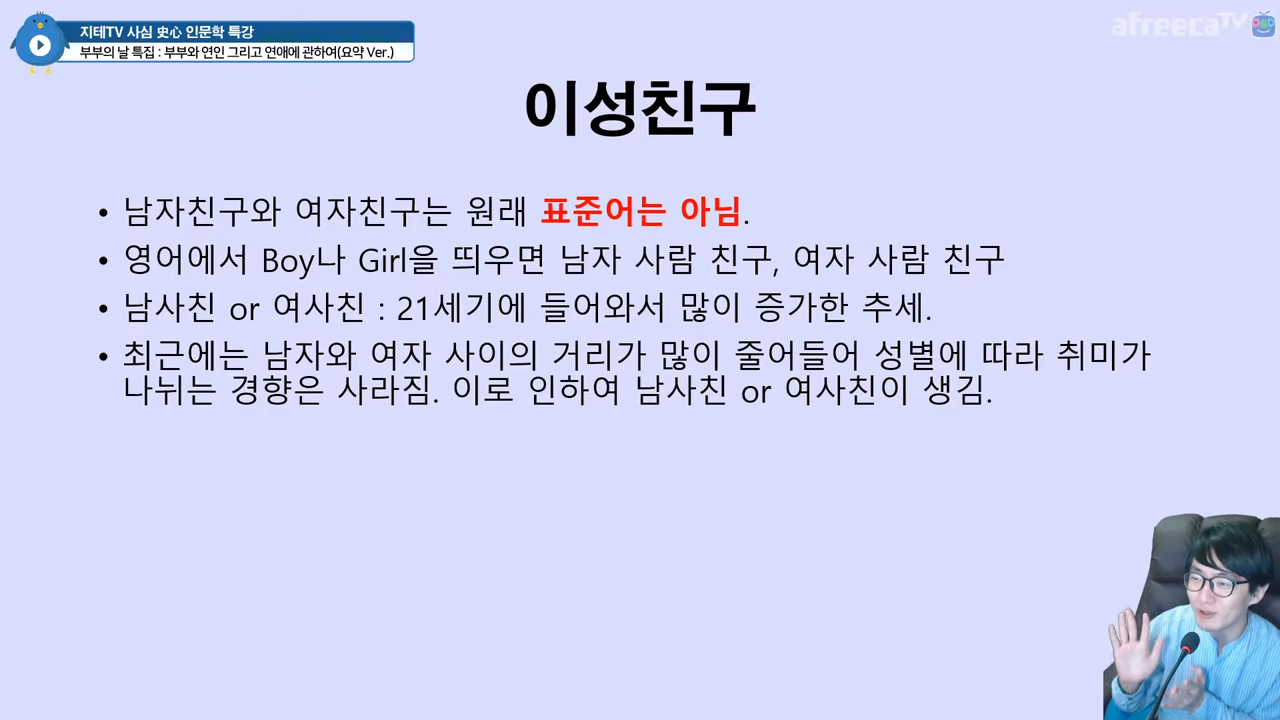 지테TV 사심 史心 인문학 특강
부부의 날 특집 : 부부와 연인 그리고 연애에 관하여(요약 Ver.)
afreecaTV
이성친구
• 남자친구와 여자친구는 원래 표준어는 아님.
• 영어에서 Boy나 Girl을 띄우면 남자 사람 친구, 여자 사람 친구
• 남사친 or 여사친 : 21세기에 들어와서 많이 증가한 추세.
• 최근에는 남자와 여자 사이의 거리가 많이 줄어들어 성별에 따라 취미가
나뉘는 경향은 사라짐. 이로 인하여 남사친 or 여사친이 생김.